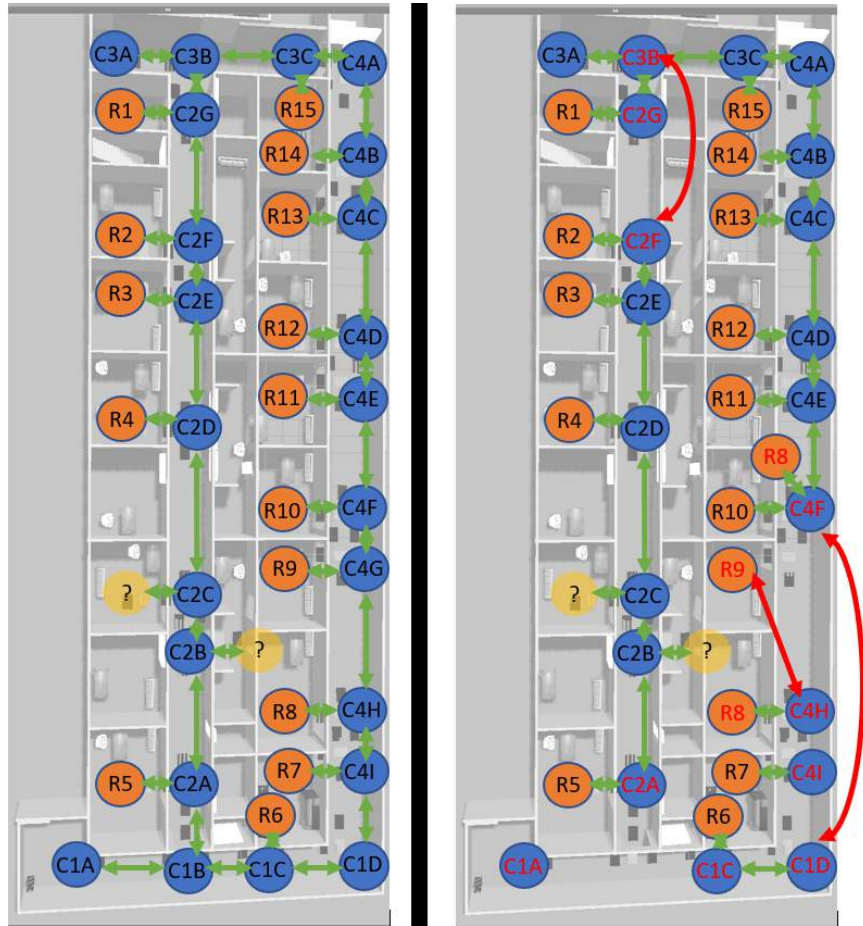 C3A C3B C3C C4A
R1 C2G R15
R14 C4B
R13 C4C
R2 C2F
R3 C2E
R12 C4D
R11 C4E
R4 C2D
R10 C4F
R9 C4G
? C2C
C2B ?
R8 C4H
R5 C2A R7 C4I
R6
C1A C1B C1C C1D
C3A C3B C3C C4A
R1 C2G R15
R14 C4B
R13 C4C
R2 C2F
R3 C2E
R12 C4D
R11 C4E
R4 C2D
R8
R10 C4F
R9
? C2C
C2B ?
R8 C4H
R5 C2A R7 C4I
R6
C1A C1C C1D